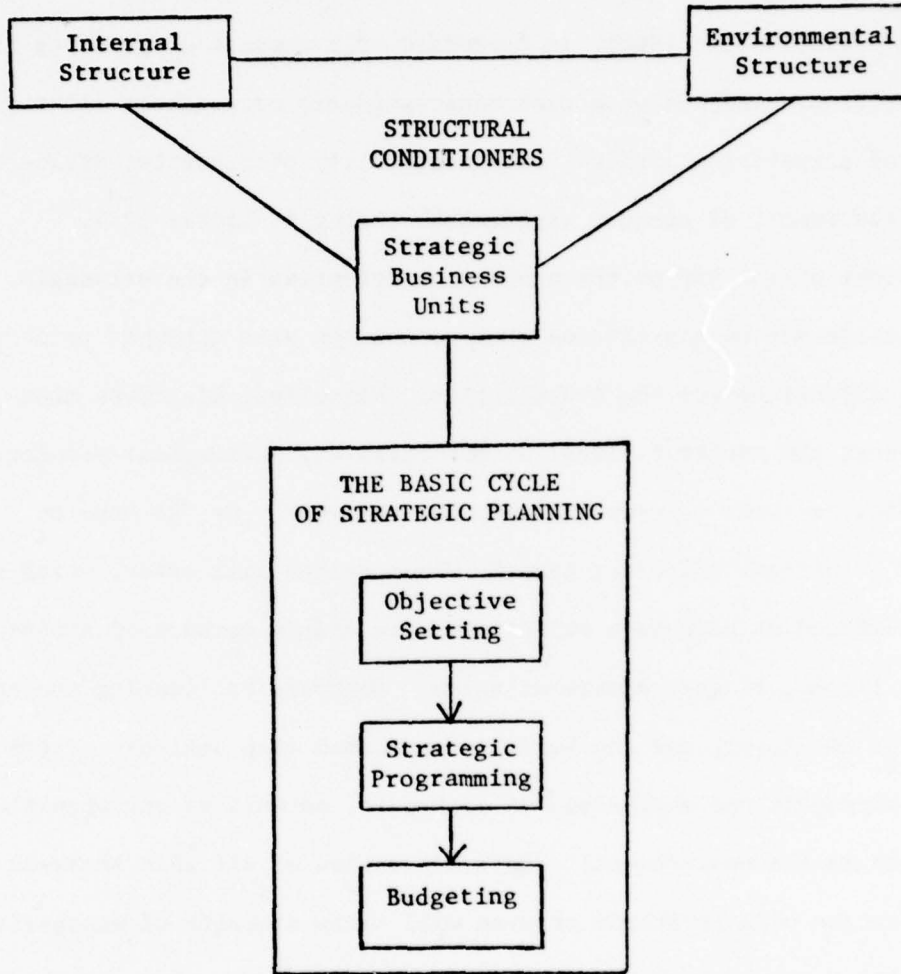 Internal
Structure
Environmental
Structure
STRUCTURAL
CONDITIONERS
Strategic
Business
Units
THE BASIC CYCLE
OF STRATEGIC PLANNING
Objective
Setting
Strategic
Programming
Budgeting